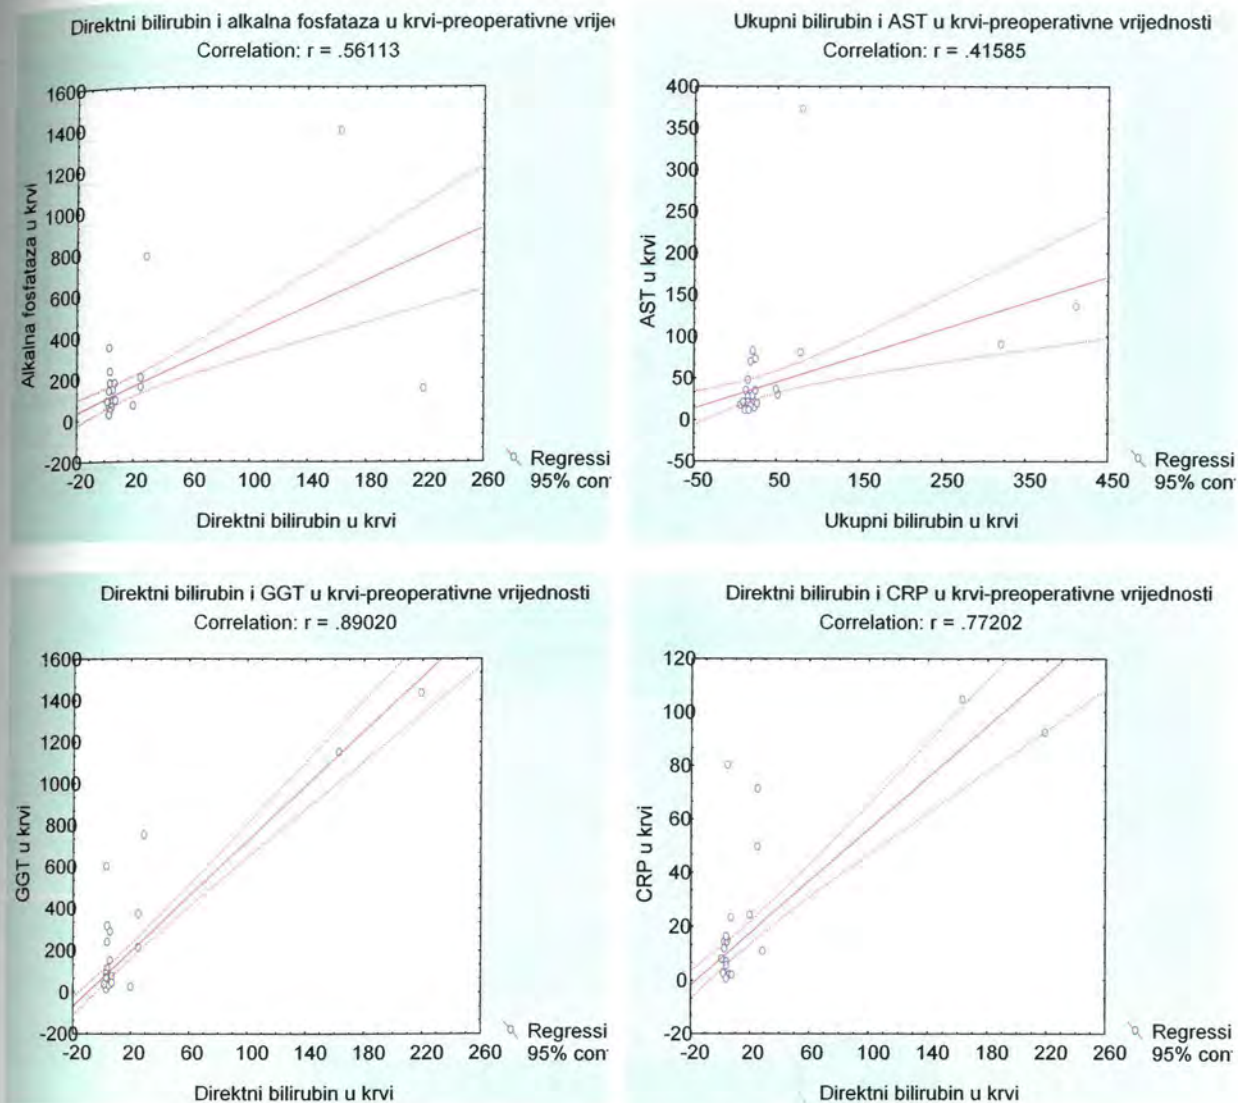 Direktni bilirubin i alkalna fosfataza u krvi-preoperativne vrije
Correlation: r = .56113
1600
1400
1200
1000
800
600
400
200
0
-200
Alkalna fosfataza u krvi
-20 20 60 100 140 180 220 260
Direktni bilirubin u krvi
Regressi
95% con
Ukupni bilirubin i AST u krvi-preoperativne vrijednosti
Correlation: r = .41585
400
350
300
250
200
150
100
50
0
-50
AST u krvi
-50 50 150 250 350 450
Ukupni bilirubin u krvi
Regressi
95% con
Direktni bilirubin i GGT u krvi-preoperativne vrijednosti
Correlation: r = .89020
1600
1400
1200
1000
800
600
400
200
0
-200
GGT u krvi
-20 20 60 100 140 180 220 260
Direktni bilirubin u krvi
Regressi
95% con
Direktni bilirubin i CRP u krvi-preoperativne vrijednosti
Correlation: r = .77202
120
100
80
60
40
20
0
-20
CRP u krvi
-20 20 60 100 140 180 220 260
Direktni bilirubin u krvi
Regressi
95% con